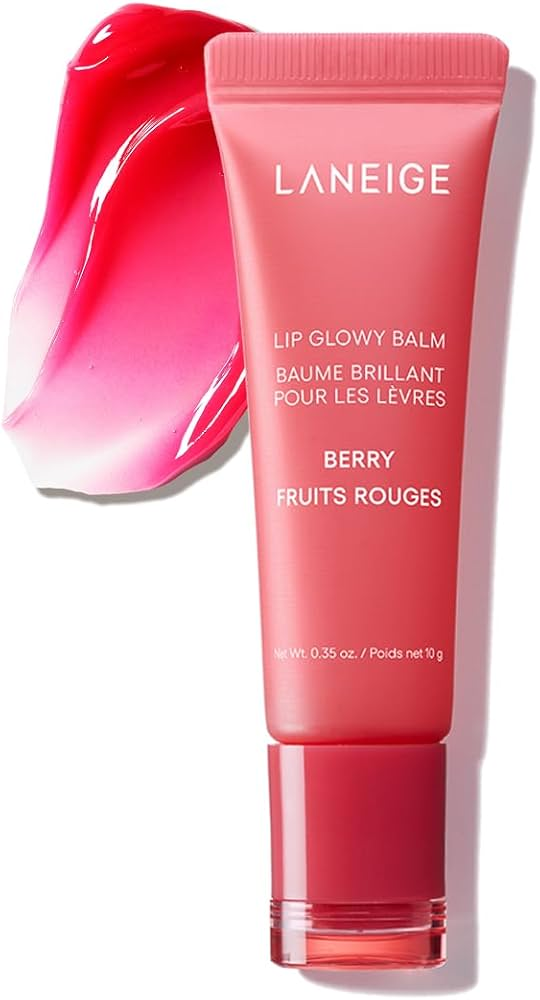 LANEIGE
LIP GLOWY BALM
BAUME BRILLANT
POUR LES LÈVRES
BERRY
FRUITS ROUGES
Net Wt. 0.35 oz. / Poids net 10 g